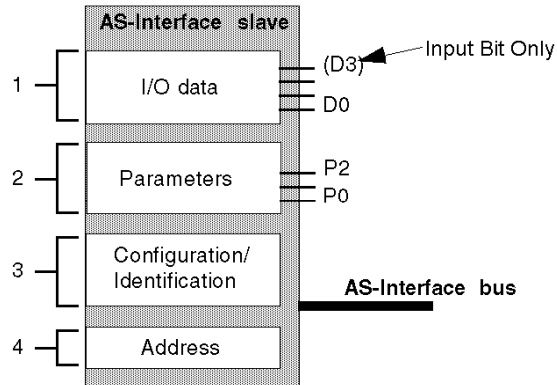 AS-Interface slave
1
I/O data
(D3)
Input Bit Only
D0
2
Parameters
P2
P0
3
Configuration/
Identification
AS-Interface bus
4
Address